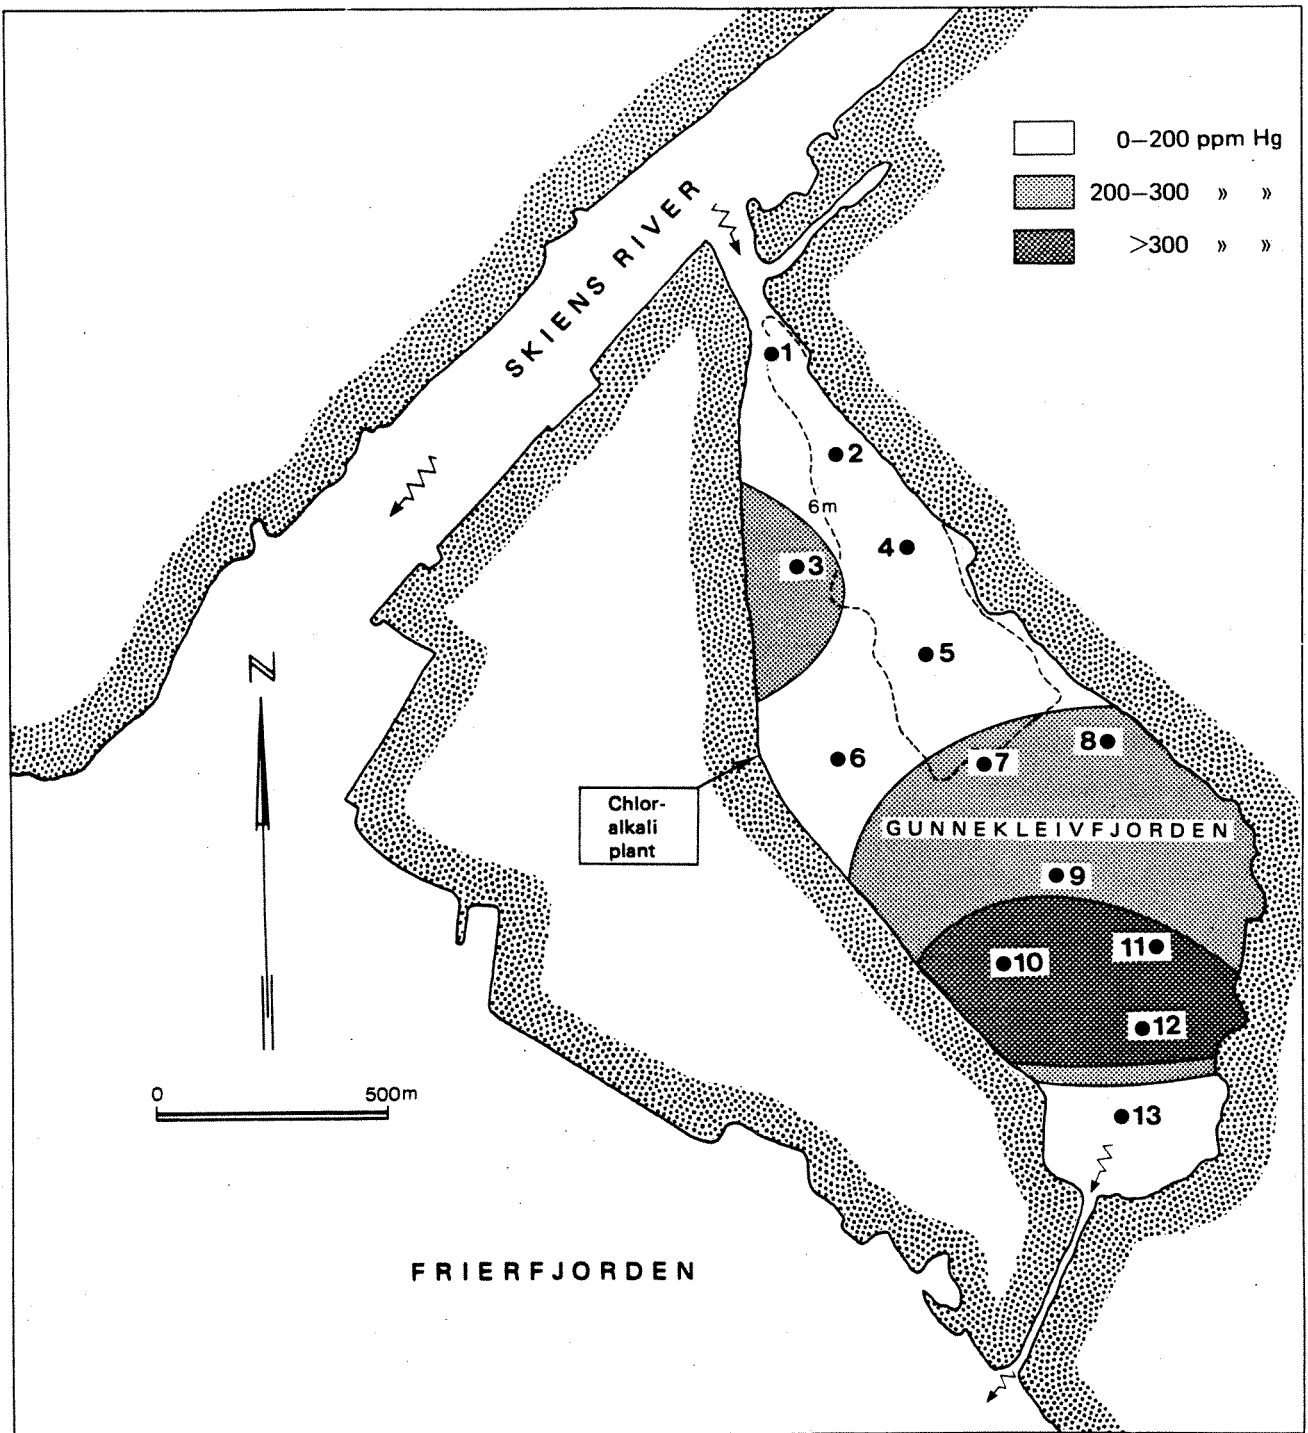 0–200 ppm Hg
200–300 » »
>300 » »
SKIENS RIVER
1
2
6m
4
3
5
N
8
6
7
Chlor-
alkali
plant
GUNNEKLEIVFJORDEN
9
11
10
12
0 500m
13
FRIERFJORDEN